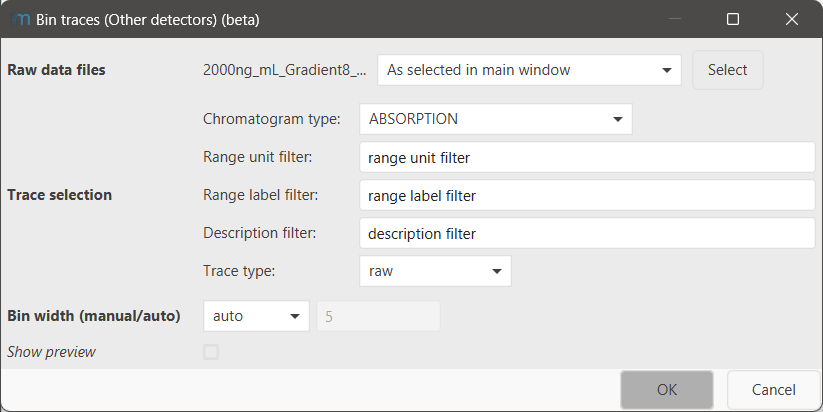 m Bin traces (Other detectors) (beta)
Raw data files 2000ng_mL_Gradient8_... As selected in main window Select
Chromatogram type: ABSORPTION
Range unit filter: range unit filter
Trace selection Range label filter: range label filter
Description filter: description filter
Trace type: raw
Bin width (manual/auto) auto 5
Show preview
OK Cancel